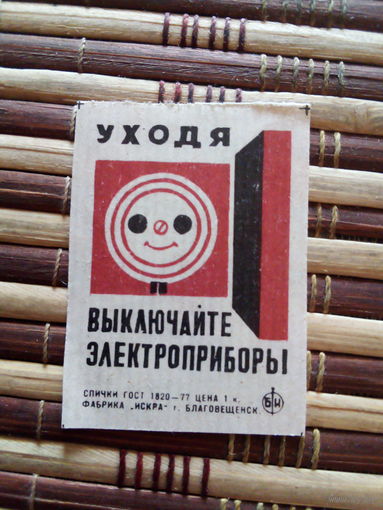 УХОДЯ
ВЫКЛЮЧАЙТЕ
ЭЛЕКТРОПРИБОРЫ
СПИЧКИ ГОСТ 1820—77 ЦЕНА 1 к.
ФАБРИКА „ИСКРА" г. БЛАГОВЕЩЕНСК.